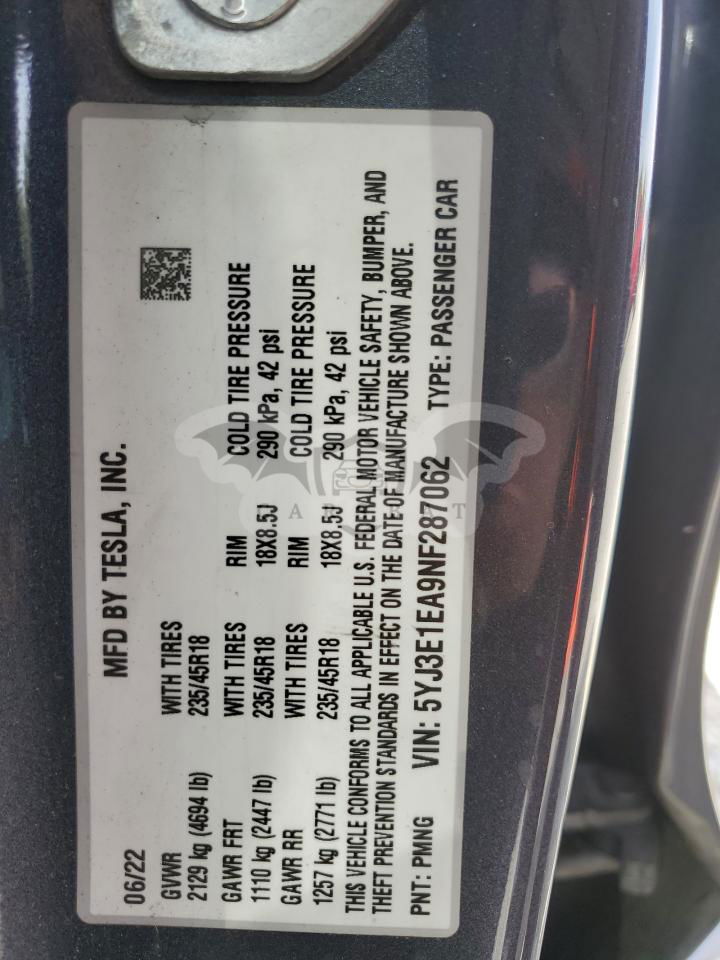 MFD BY TESLA, INC.
06/22
GVWR WITH TIRES
2129 kg (4694 lb) 235/45R18
GAWR FRT WITH TIRES RIM COLD TIRE PRESSURE
1110 kg (2447 lb) 235/45R18 18X8.5J 290 kPa, 42 psi
GAWR RR WITH TIRES RIM COLD TIRE PRESSURE
1257 kg (2771 lb) 235/45R18 18X8.5J 290 kPa, 42 psi
THIS VEHICLE CONFORMS TO ALL APPLICABLE U.S. FEDERAL MOTOR VEHICLE SAFETY, BUMPER, AND
THEFT PREVENTION STANDARDS IN EFFECT ON THE DATE OF MANUFACTURE SHOWN ABOVE.
PNT: PMNG VIN: 5YJ3E1EA9NF287062 TYPE: PASSENGER CAR